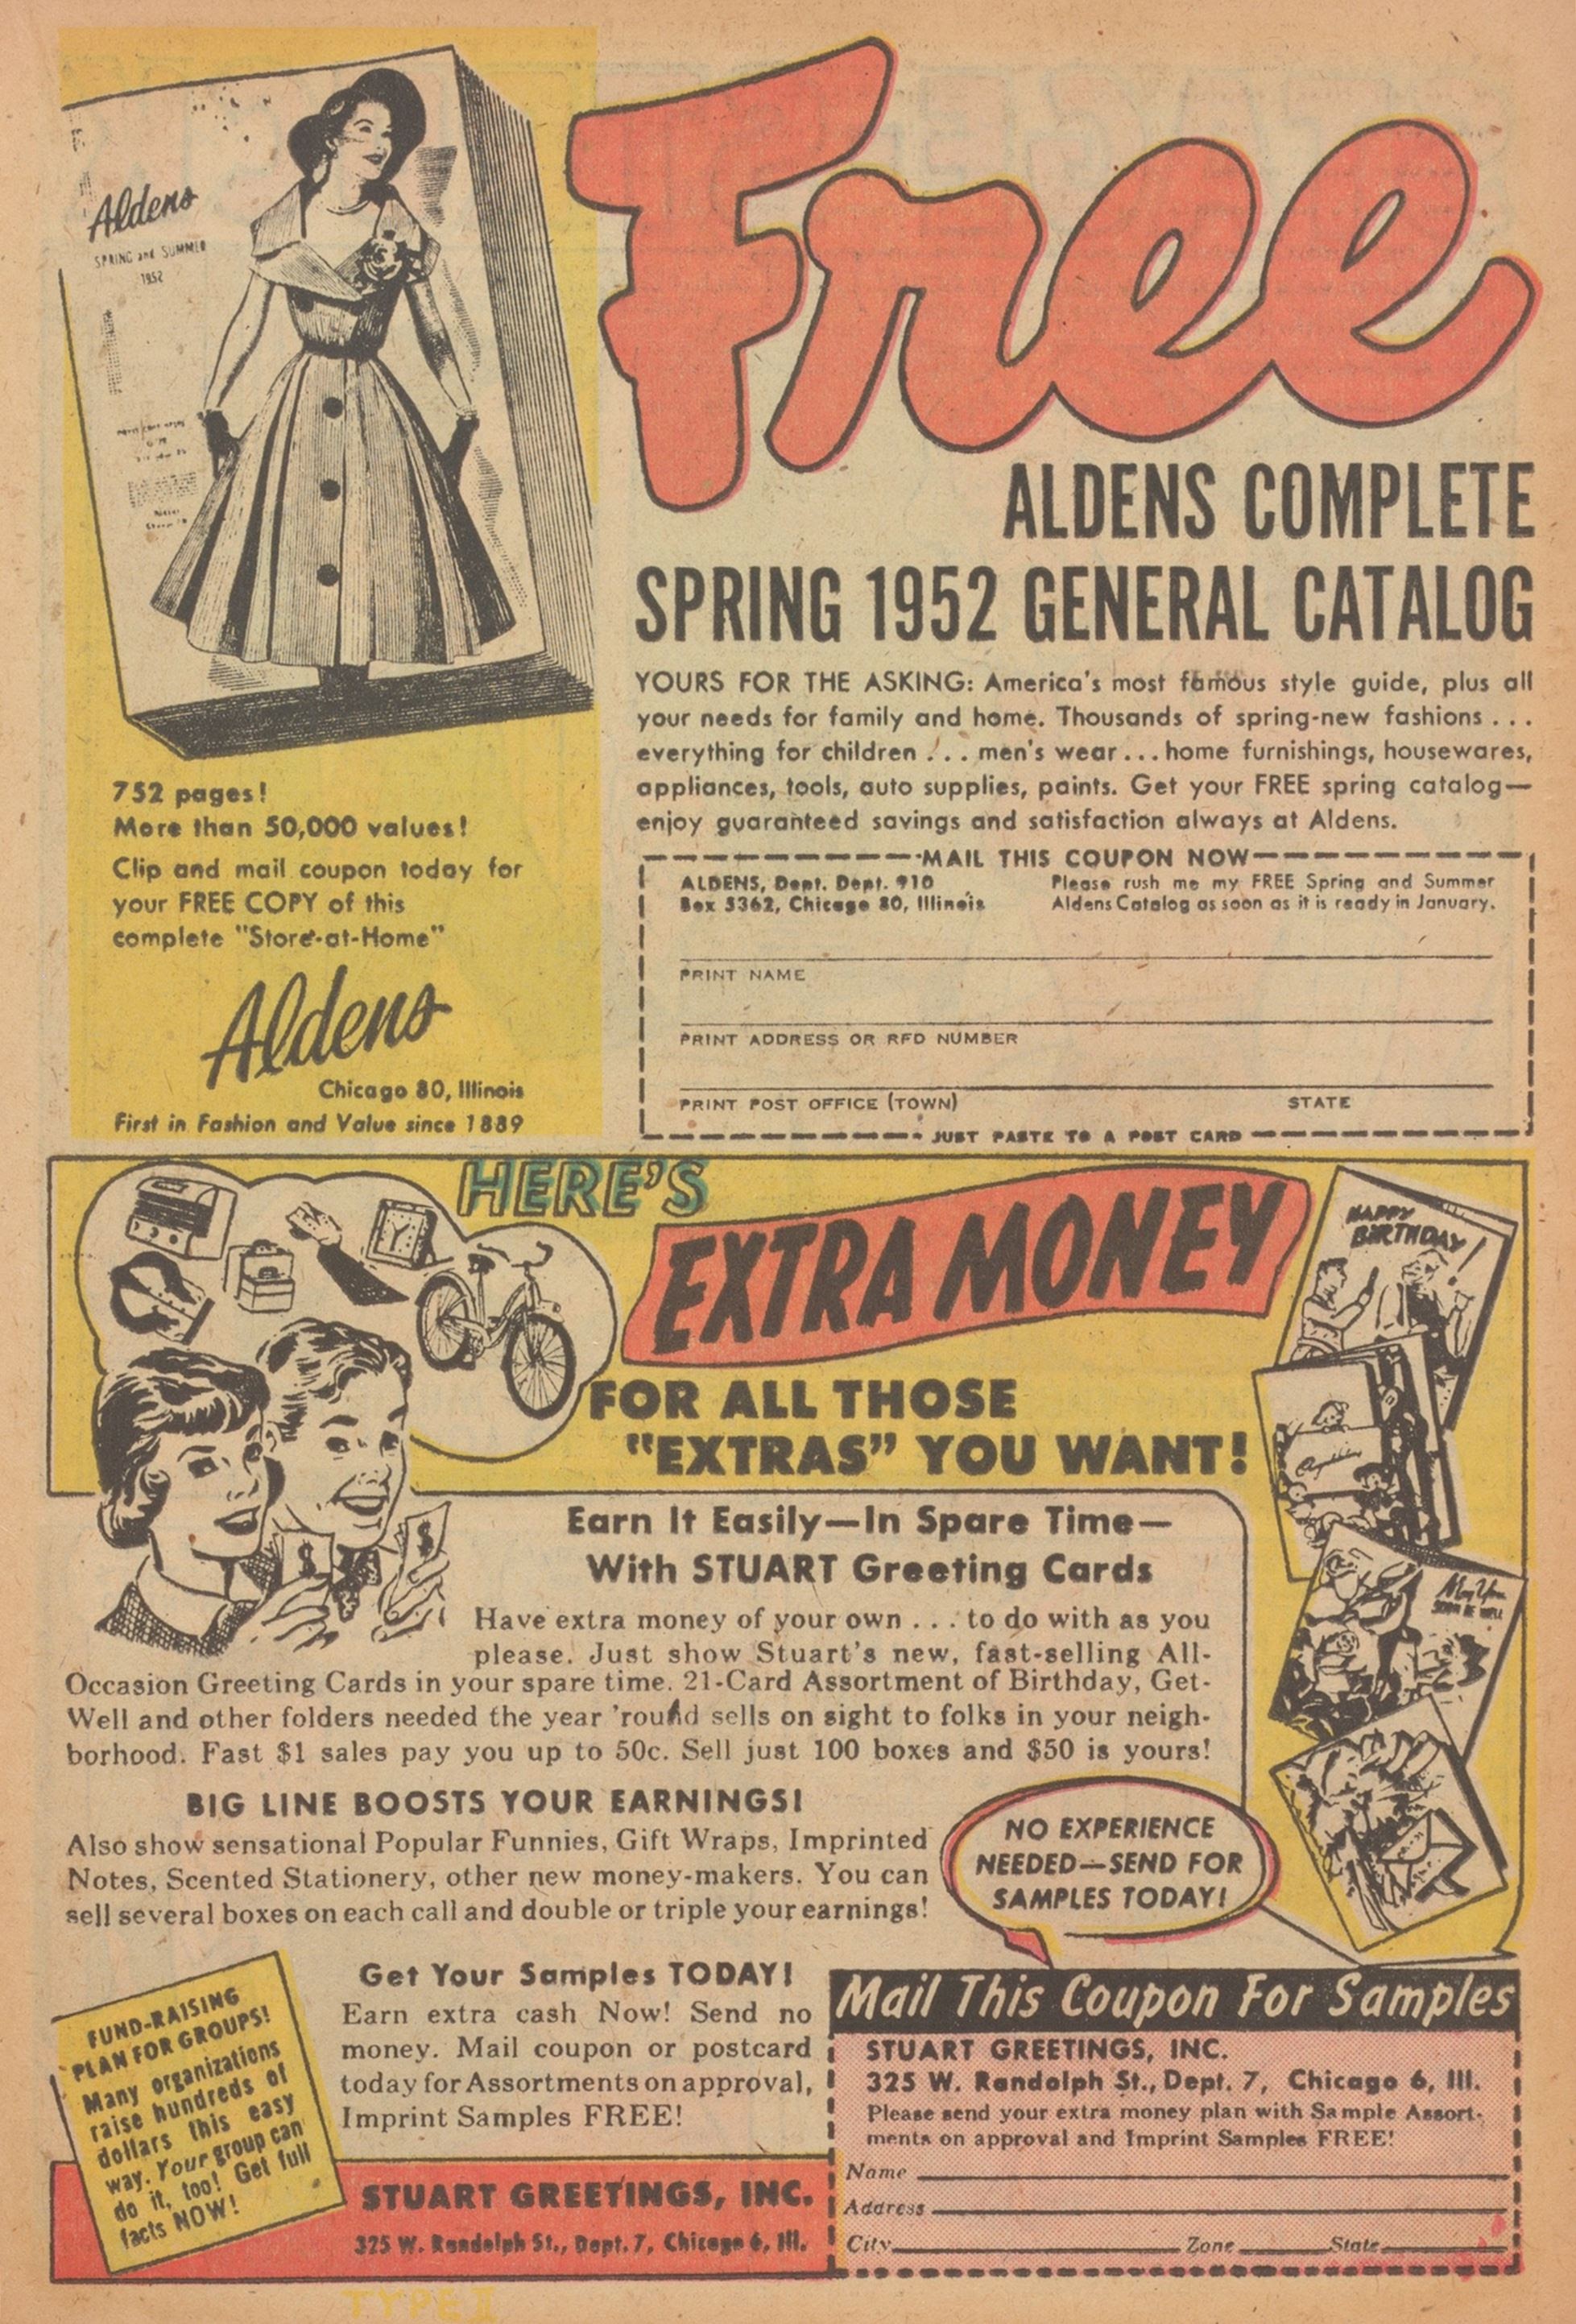 Aldens
SPRING and SUMMER
1952
Free
ALDENS COMPLETE
SPRING 1952 GENERAL CATALOG
YOURS FOR THE ASKING: America's most famous style guide, plus all
your needs for family and home. Thousands of spring-new fashions . . .
everything for children . . . men's wear . . . home furnishings, housewares,
appliances, tools, auto supplies, paints. Get your FREE spring catalog—
enjoy guaranteed savings and satisfaction always at Aldens.
752 pages!
More than 50,000 values!
Clip and mail coupon today for
your FREE COPY of this
complete "Store-at-Home"
Aldens
Chicago 80, Illinois
First in Fashion and Value since 1889
MAIL THIS COUPON NOW
ALDENS, Dept. Dept. 910
Box 5362, Chicago 80, Illinois
Please rush me my FREE Spring and Summer
Aldens Catalog as soon as it is ready in January.
PRINT NAME
PRINT ADDRESS OR RFD NUMBER
PRINT POST OFFICE (TOWN) STATE
JUST PASTE TO A POST CARD
HERE'S
EXTRA MONEY
FOR ALL THOSE
"EXTRAS" YOU WANT!
HAPPY
BIRTHDAY!
May You
SOON BE WELL
$
$
Earn It Easily—In Spare Time—
With STUART Greeting Cards
Have extra money of your own . . . to do with as you
please. Just show Stuart's new, fast-selling All-
Occasion Greeting Cards in your spare time. 21-Card Assortment of Birthday, Get-
Well and other folders needed the year 'round sells on sight to folks in your neigh-
borhood. Fast $1 sales pay you up to 50c. Sell just 100 boxes and $50 is yours!
BIG LINE BOOSTS YOUR EARNINGS!
Also show sensational Popular Funnies, Gift Wraps, Imprinted
Notes, Scented Stationery, other new money-makers. You can
sell several boxes on each call and double or triple your earnings!
NO EXPERIENCE
NEEDED—SEND FOR
SAMPLES TODAY!
FUND-RAISING
PLAN FOR GROUPS!
Many organizations
raise hundreds of
dollars this easy
way. Your group can
do it, too! Get full
facts NOW!
Get Your Samples TODAY!
Earn extra cash Now! Send no
money. Mail coupon or postcard
today for Assortments on approval,
Imprint Samples FREE!
STUART GREETINGS, INC.
325 W. Randolph St., Dept. 7, Chicago 6, Ill.
Mail This Coupon For Samples
STUART GREETINGS, INC.
325 W. Randolph St., Dept. 7, Chicago 6, Ill.
Please send your extra money plan with Sample Assort-
ments on approval and Imprint Samples FREE!
Name
Address
City Zone State
TYPE II